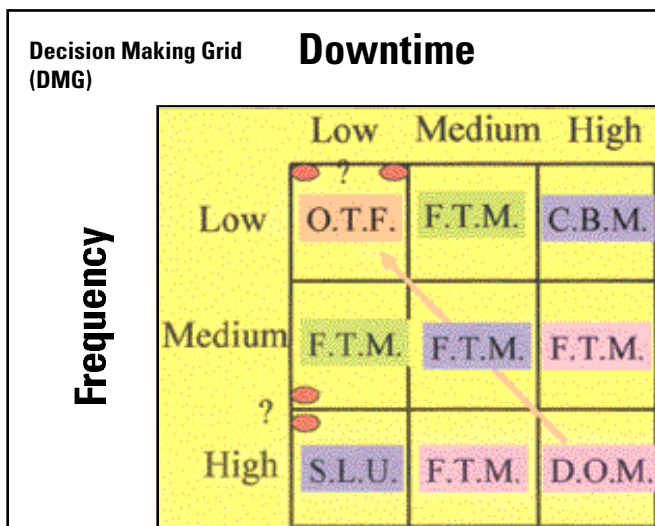 Decision Making Grid
(DMG)
Downtime
Low Medium High
?
Low O.T.F. F.T.M. C.B.M.
Frequency
Medium F.T.M. F.T.M. F.T.M.
?
High S.L.U. F.T.M. D.O.M.